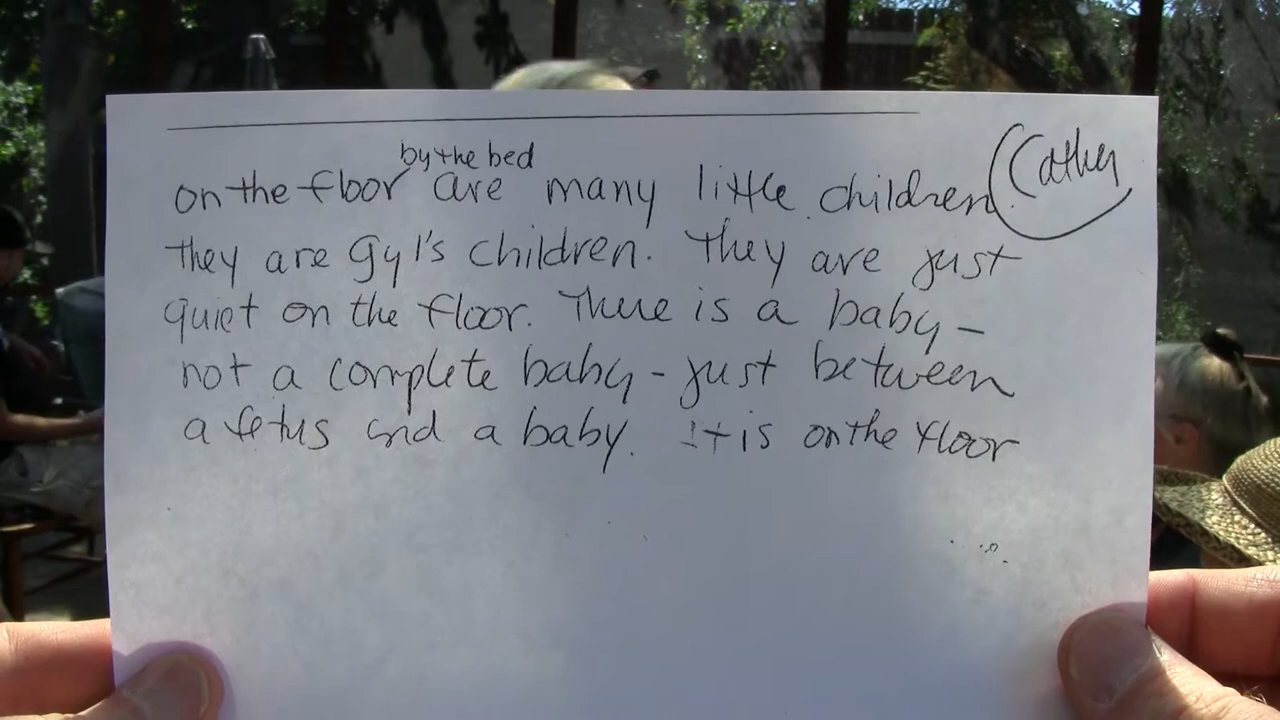 by the bed
on the floor are many little children. Cather
they are Gyl's children. They are just
quiet on the floor. There is a baby –
not a complete baby – just between
a fetus and a baby. It is on the floor